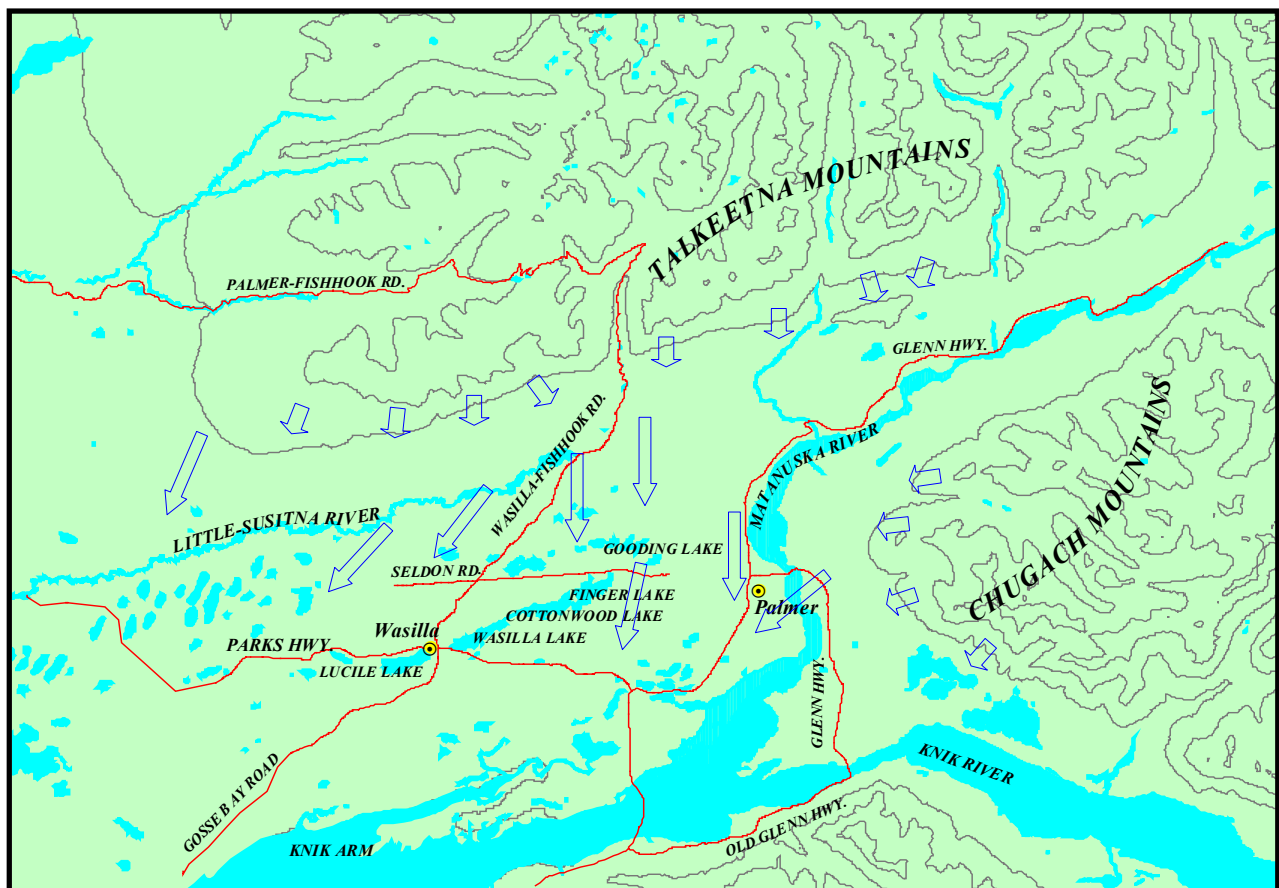 TALKEETNA MOUNTAINS
PALMER-FISHHOOK RD.
GLENN HWY.
WASILLA-FISHHOOK RD.
MATANUSKA RIVER
CHUGACH MOUNTAINS
LITTLE-SUSITNA RIVER
GOODING LAKE
SELDON RD.
FINGER LAKE
Palmer
COTTONWOOD LAKE
Wasilla
WASILLA LAKE
PARKS HWY.
LUCILE LAKE
GLENN HWY.
KNIK RIVER
GOSSE B AY ROAD
OLD GLENN HWY.
KNIK ARM